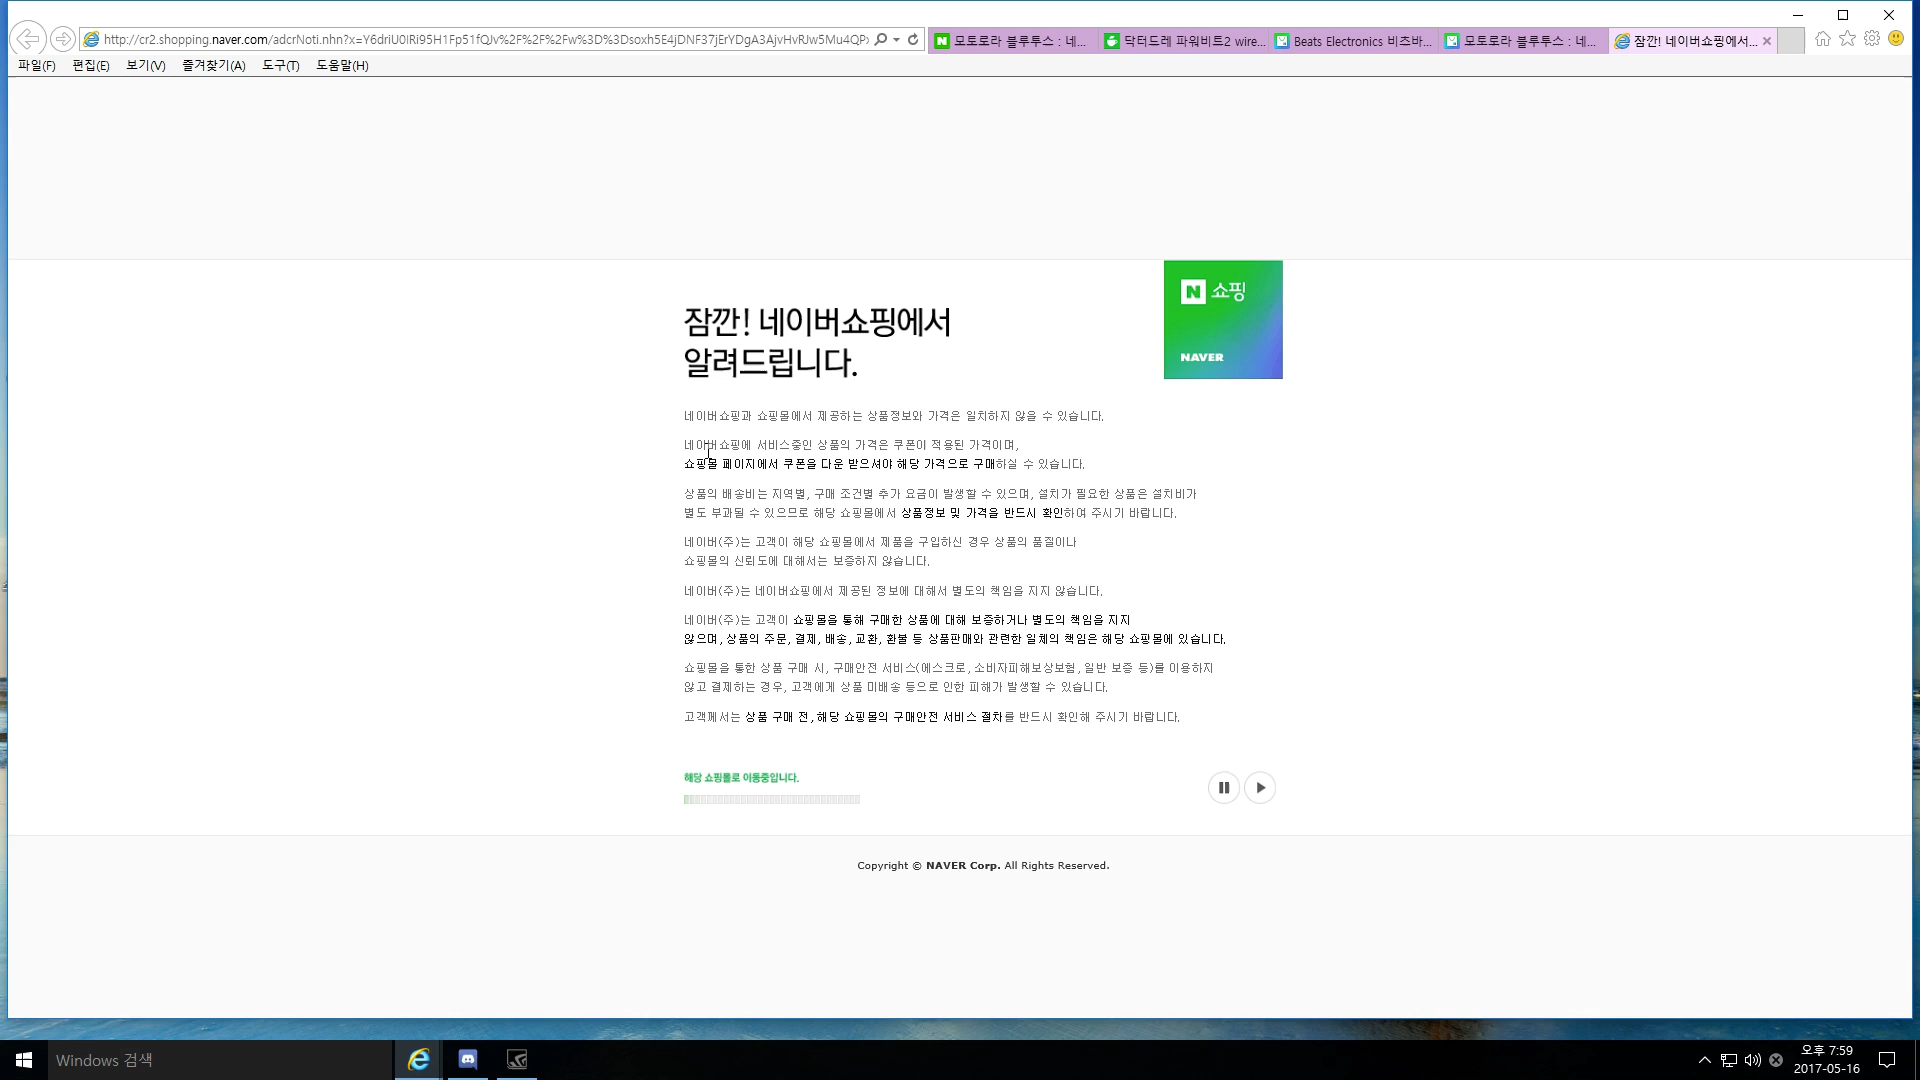 http://cr2.shopping.naver.com/adcrNoti.nhn?x=
모토로라 블루투스 : 네...
닥터드레 파워비트2 wire...
Beats Electronics 비츠바...
모토로라 블루투스 : 네...
잠깐! 네이버쇼핑에서...
파일(F) 편집(E) 보기(V) 즐겨찾기(A) 도구(T) 도움말(H)
N 쇼핑
NAVER
잠깐! 네이버쇼핑에서
알려드립니다.
네이버쇼핑과 쇼핑몰에서 제공하는 상품정보와 가격은 일치하지 않을 수 있습니다.
네이버쇼핑에 서비스중인 상품의 가격은 쿠폰이 적용된 가격이며,
쇼핑몰 페이지에서 쿠폰을 다운 받으셔야 해당 가격으로 구매하실 수 있습니다.
상품의 배송비는 지역별, 구매 조건별 추가 요금이 발생할 수 있으며, 설치가 필요한 상품은 설치비가
별도 부과될 수 있으므로 해당 쇼핑몰에서 상품정보 및 가격을 반드시 확인하여 주시기 바랍니다.
네이버(주)는 고객이 해당 쇼핑몰에서 제품을 구입하신 경우 상품의 품질이나
쇼핑몰의 신뢰도에 대해서는 보증하지 않습니다.
네이버(주)는 네이버쇼핑에서 제공된 정보에 대해서 별도의 책임을 지지 않습니다.
네이버(주)는 고객이 쇼핑몰을 통해 구매한 상품에 대해 보증하거나 별도의 책임을 지지
않으며, 상품의 주문, 결제, 배송, 교환, 환불 등 상품판매와 관련한 일체의 책임은 해당 쇼핑몰에 있습니다.
쇼핑몰을 통한 상품 구매 시, 구매안전 서비스(에스크로, 소비자피해보상보험, 일반 보증 등)를 이용하지
않고 결제하는 경우, 고객에게 상품 미배송 등으로 인한 피해가 발생할 수 있습니다.
고객께서는 상품 구매 전, 해당 쇼핑몰의 구매안전 서비스 절차를 반드시 확인해 주시기 바랍니다.
해당 쇼핑몰로 이동중입니다.
Copyright © NAVER Corp. All Rights Reserved.
Windows 검색
오후 7:59
2017-05-16